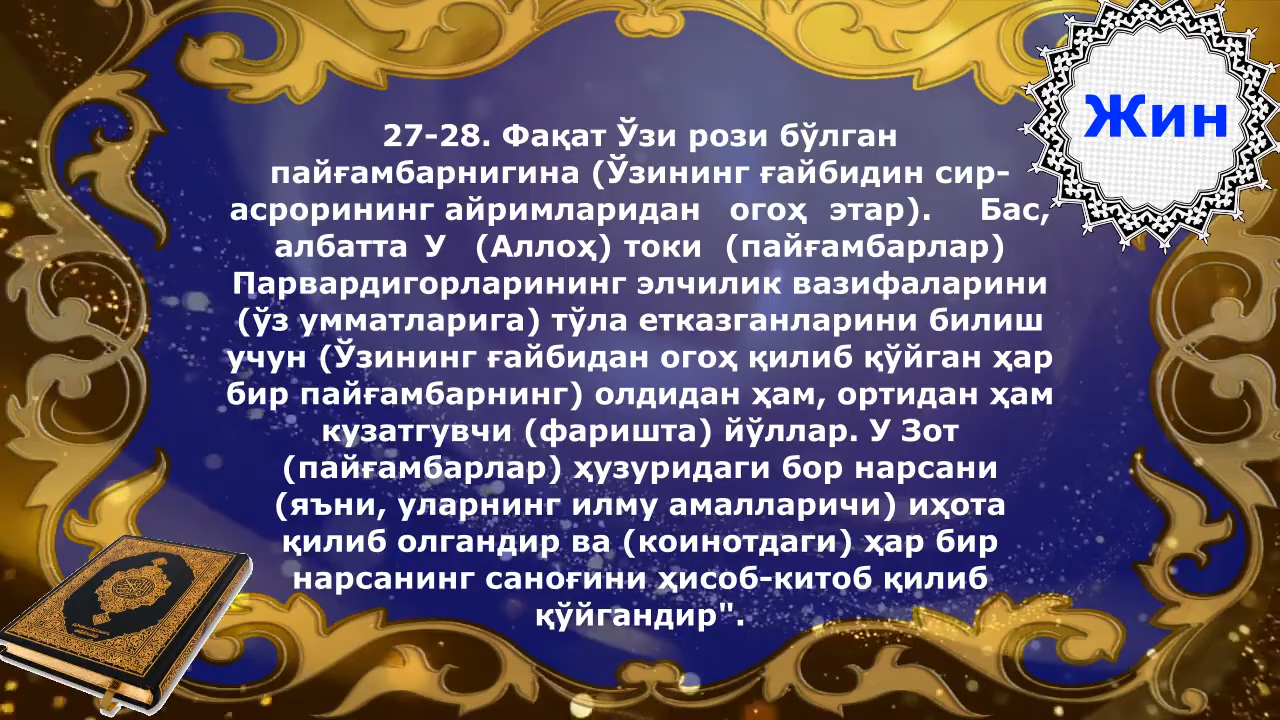 Жин
27-28. Фақат Ўзи рози бўлган
пайғамбарнигина (Ўзининг ғайбидин сир-
асрорининг айримларидан огоҳ этар). Бас,
албатта У (Аллоҳ) токи (пайғамбарлар)
Парвардигорларининг элчилик вазифаларини
(ўз умматларига) тўла етказганларини билиш
учун (Ўзининг ғайбидан огоҳ қилиб қўйган ҳар
бир пайғамбарнинг) олдидан ҳам, ортидан ҳам
кузатгувчи (фаришта) йўллар. У Зот
(пайғамбарлар) ҳузуридаги бор нарсани
(яъни, уларнинг илму амалларичи) иҳота
қилиб олгандир ва (коинотдаги) ҳар бир
нарсанинг саноғини ҳисоб-китоб қилиб
қўйгандир".